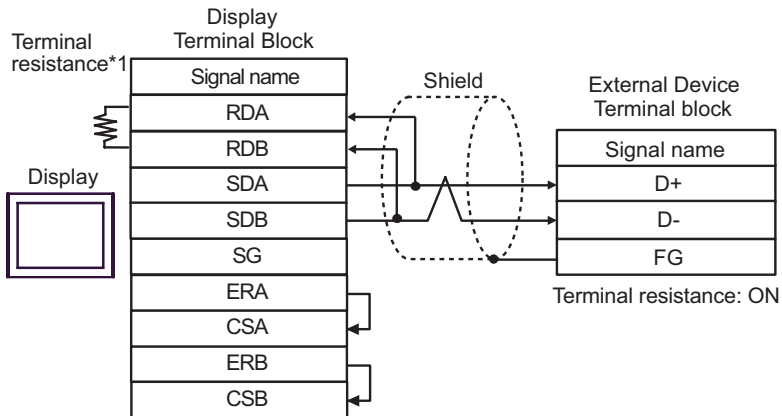 Display
Terminal Block
Terminal
resistance*1
Signal name
RDA
RDB
SDA
SDB
SG
ERA
CSA
ERB
CSB
Display
Shield
External Device
Terminal block
Signal name
D+
D-
FG
Terminal resistance: ON